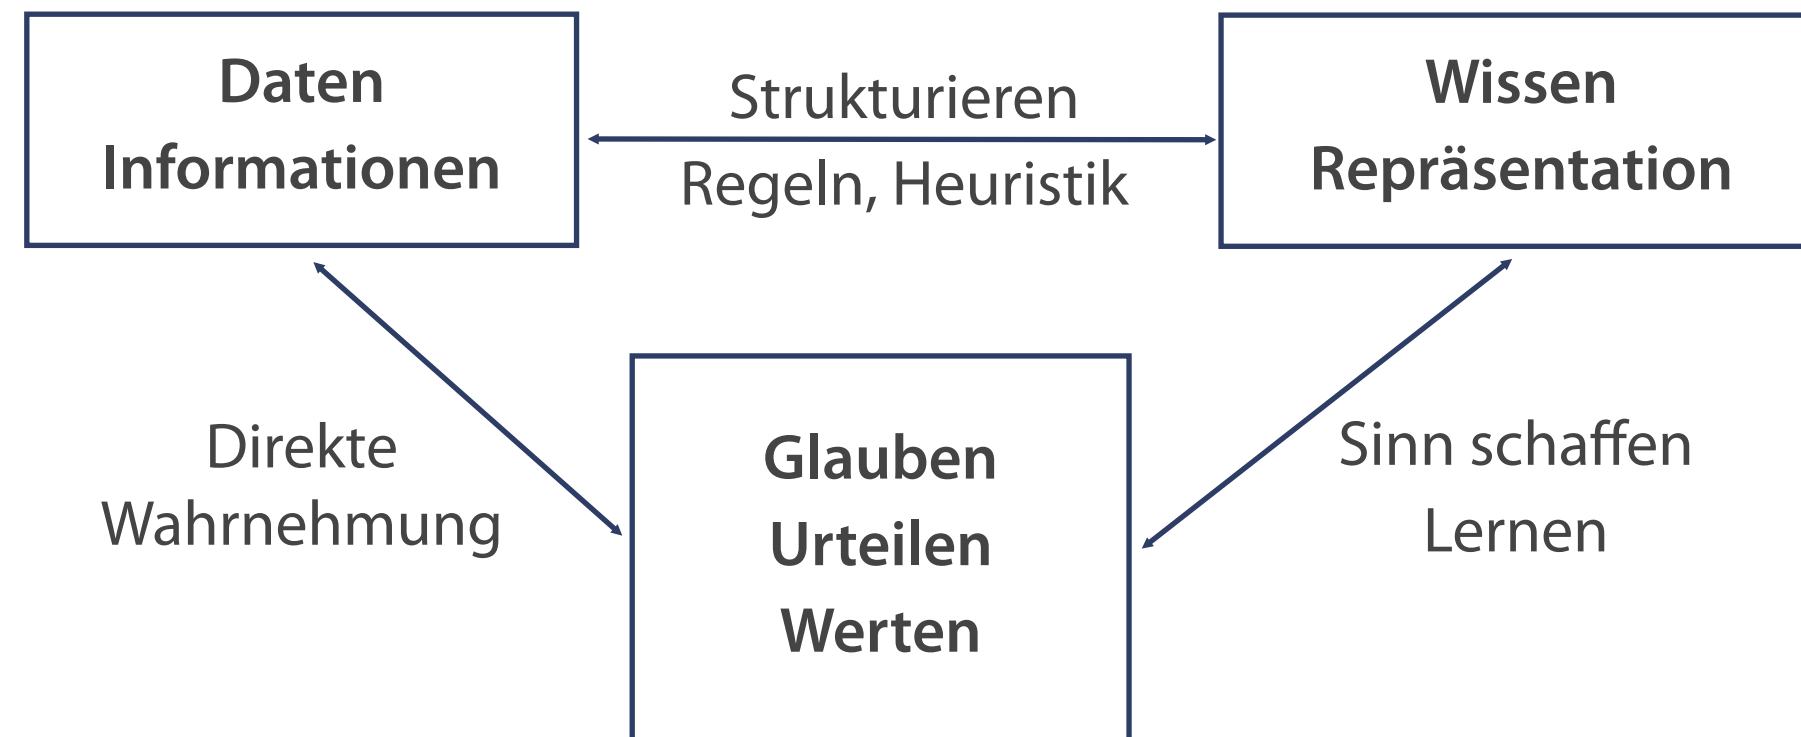 Daten
Informationen
Strukturieren
Regeln, Heuristik
Wissen
Repräsentation
Direkte
Wahrnehmung
Glauben
Urteilen
Werten
Sinn schaffen
Lernen